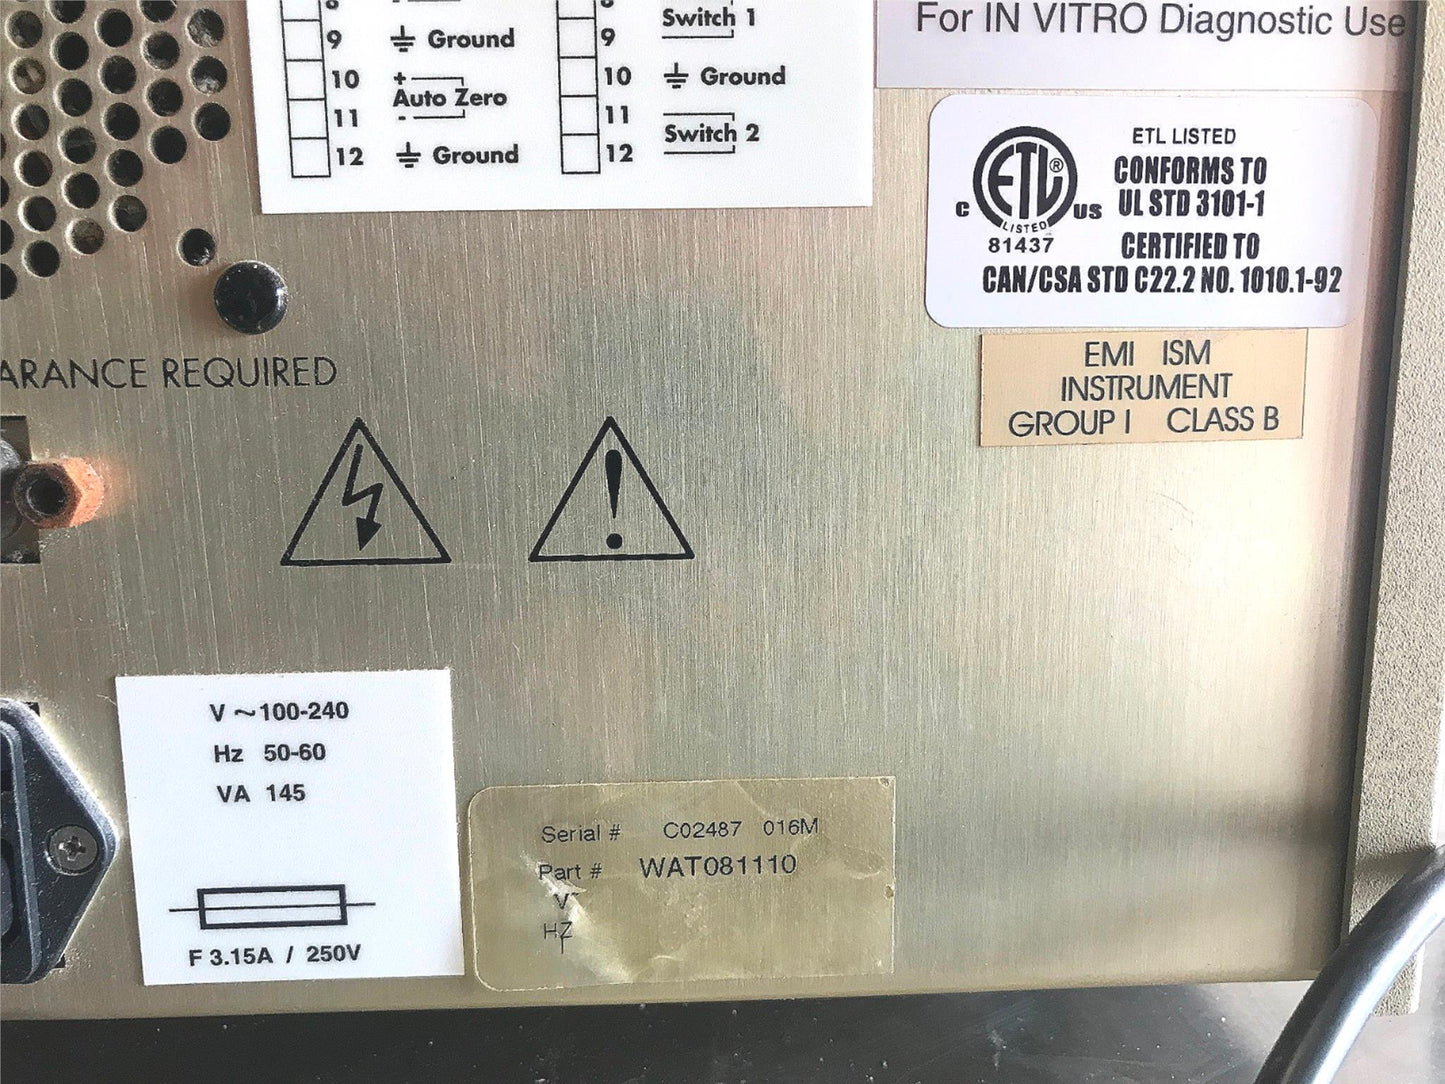 9 Ground
10 +
Auto Zero
11 -
12 Ground
Switch 1
9
10 Ground
11
Switch 2
12
For IN VITRO Diagnostic Use
ETL LISTED
CONFORMS TO
UL STD 3101-1
CERTIFIED TO
CAN/CSA STD C22.2 NO. 1010.1-92
C ETL® US
LISTED
81437
EMI ISM
INSTRUMENT
GROUP I CLASS B
ARANCE REQUIRED
V ~ 100-240
Hz 50-60
VA 145
F 3.15A / 250V
Serial # C02487 016M
Part # WAT081110
V~
HZ